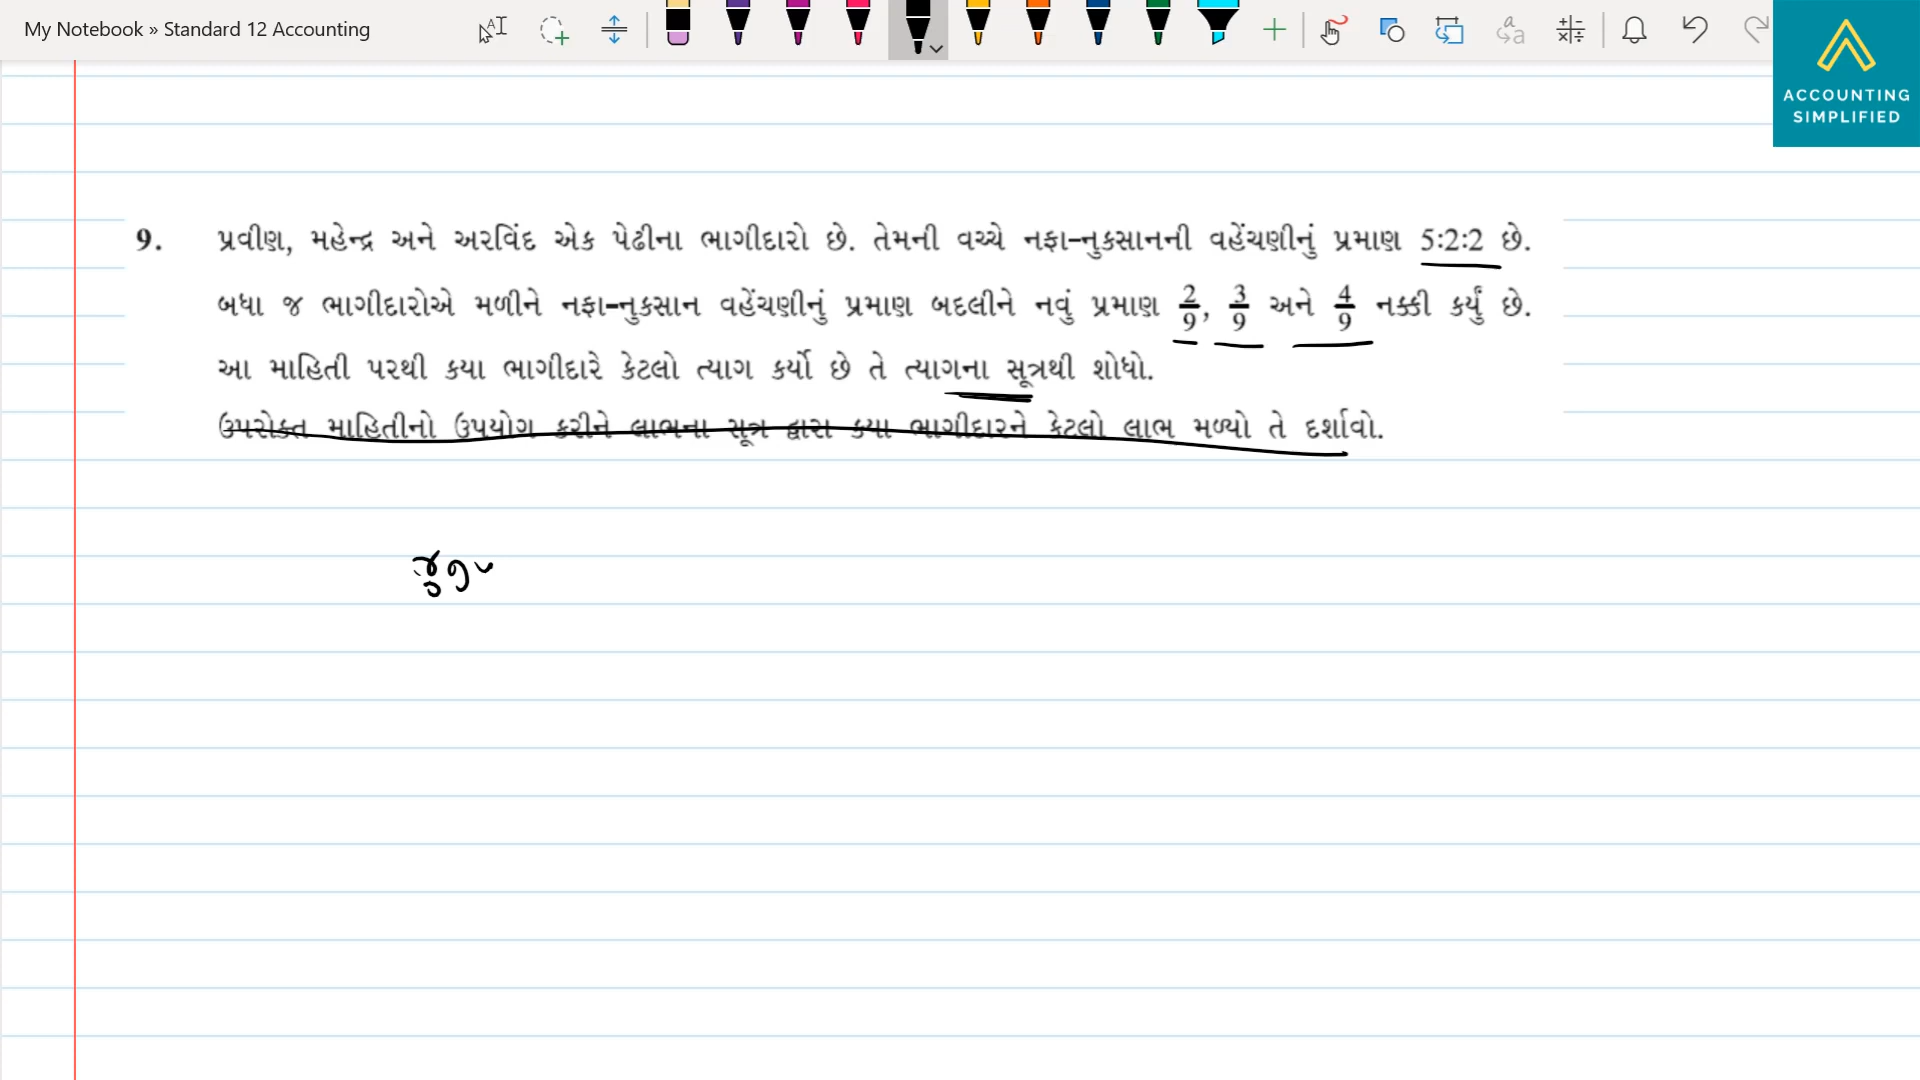 My Notebook » Standard 12 Accounting
ACCOUNTING
SIMPLIFIED
9. પ્રવીણ, મહેન્દ્ર અને અરવિંદ એક પેઢીના ભાગીદારો છે. તેમની વચ્ચે નફા-નુકસાનની વહેંચણીનું પ્રમાણ 5:2:2 છે.
બધા જ ભાગીદારોએ મળીને નફા-નુકસાન વહેંચણીનું પ્રમાણ બદલીને નવું પ્રમાણ 2/9, 3/9 અને 4/9 નક્કી કર્યું છે.
આ માહિતી પરથી કયા ભાગીદારે કેટલો ત્યાગ કર્યો છે તે ત્યાગના સૂત્રથી શોધો.
ઉપરોક્ત માહિતીનો ઉપયોગ કરીને લાભના સૂત્ર દ્વારા કયા ભાગીદારને કેટલો લાભ મળ્યો તે દર્શાવો.